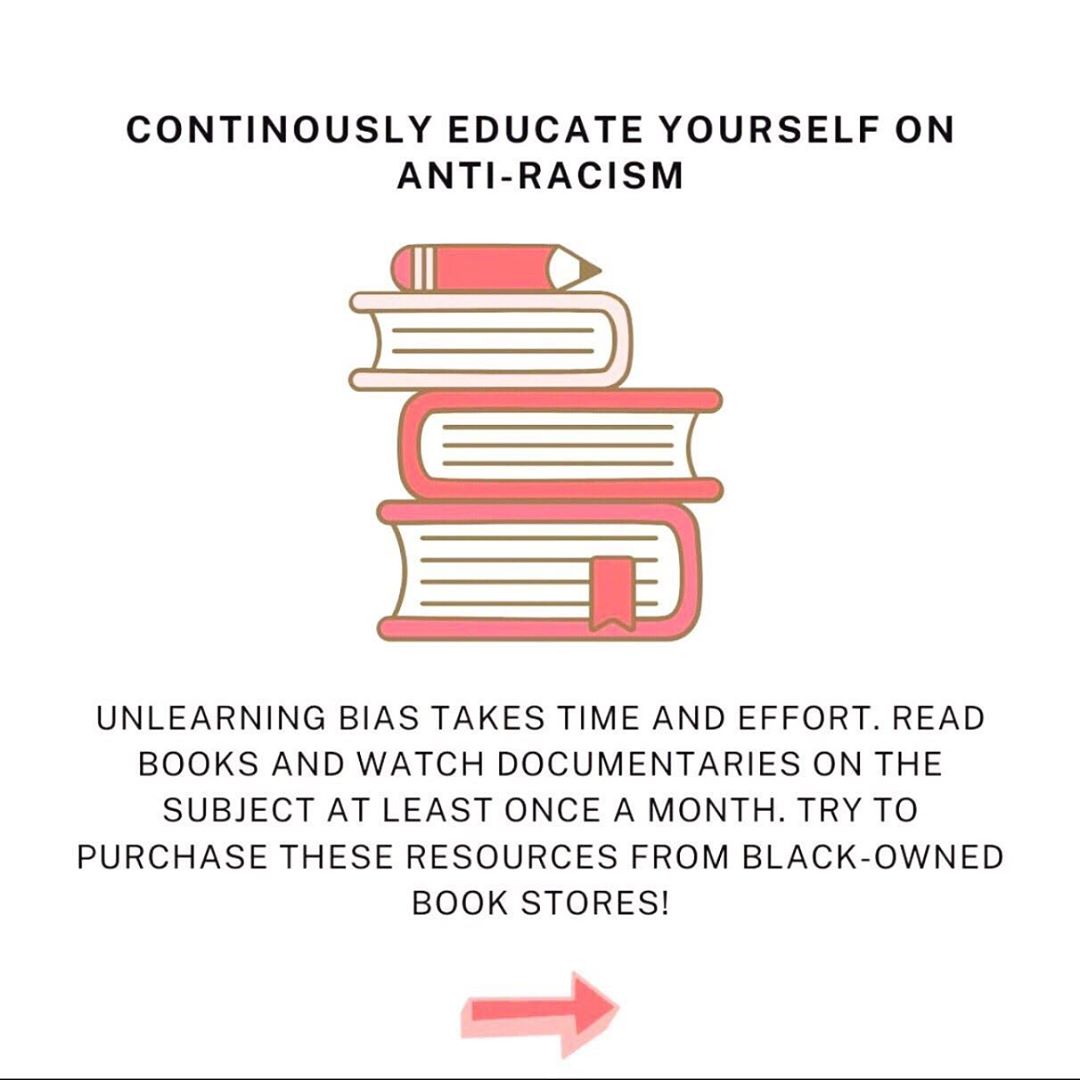 CONTINOUSLY EDUCATE YOURSELF ON
ANTI-RACISM
UNLEARNING BIAS TAKES TIME AND EFFORT. READ
BOOKS AND WATCH DOCUMENTARIES ON THE
SUBJECT AT LEAST ONCE A MONTH. TRY TO
PURCHASE THESE RESOURCES FROM BLACK-OWNED
BOOK STORES!